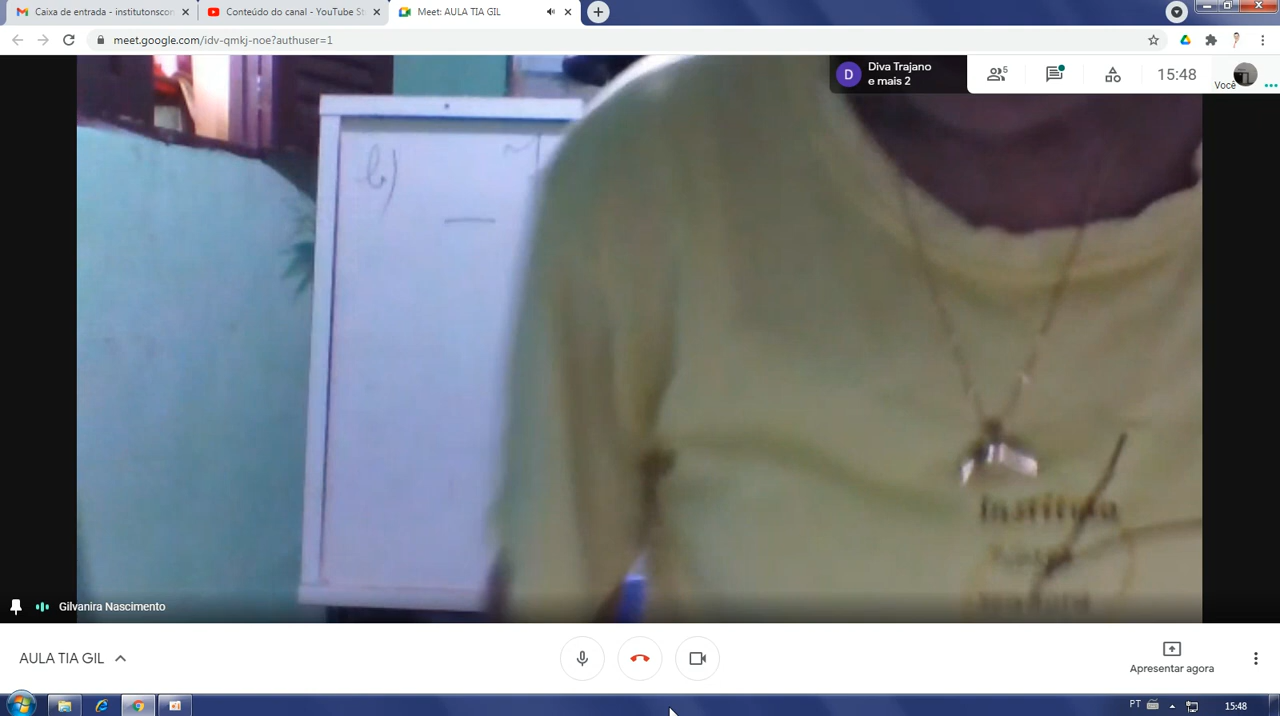 Caixa de entrada - institutonscon
Conteúdo do canal - YouTube St
Meet: AULA TIA GIL
meet.google.com/idv-qmkj-noe?authuser=1
D
Diva Trajano
e mais 2
5
15:48
Você
b)
Instituto
Gilvanira Nascimento
AULA TIA GIL
Apresentar agora
PT
15:48